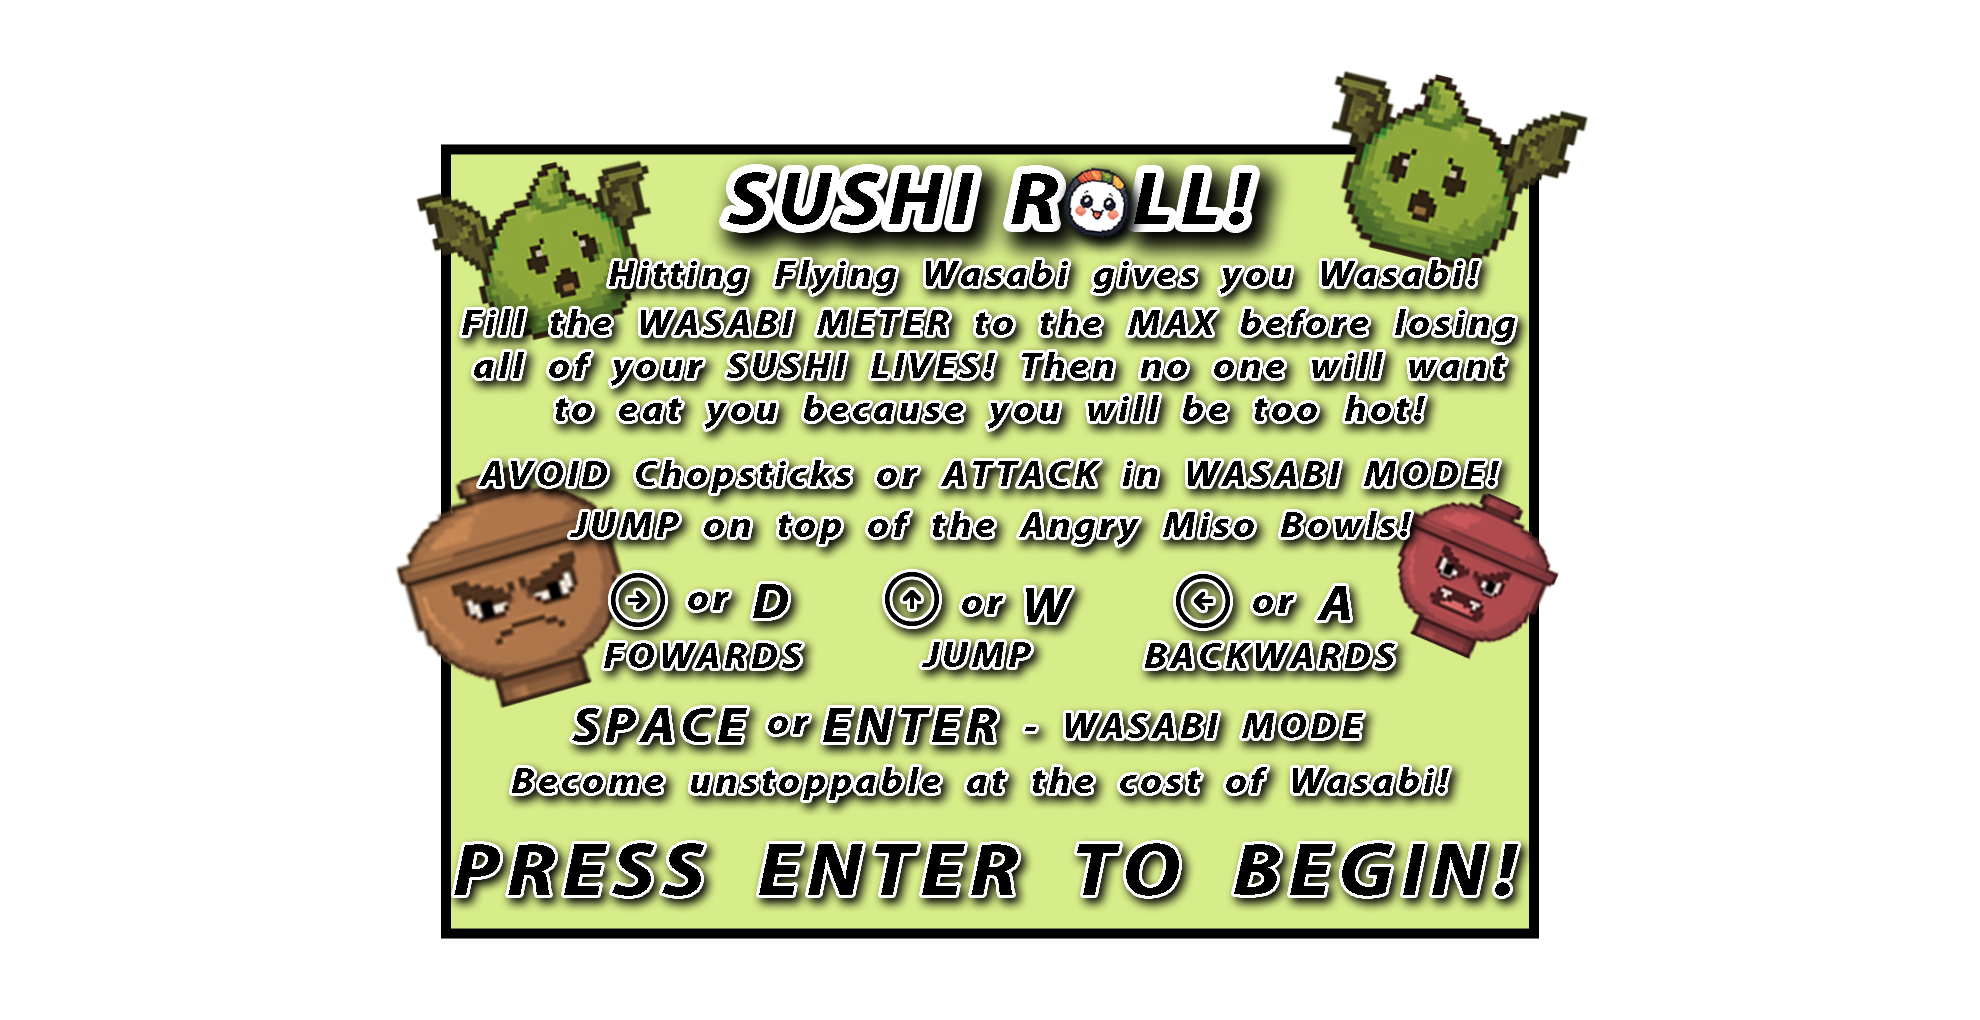 SUSHI ROLL!
Hitting Flying Wasabi gives you Wasabi!
Fill the WASABI METER to the MAX before losing
all of your SUSHI LIVES! Then no one will want
to eat you because you will be too hot!
AVOID Chopsticks or ATTACK in WASABI MODE!
JUMP on top of the Angry Miso Bowls!
→ or D ↑ or W ← or A
FOWARDS JUMP BACKWARDS
SPACE or ENTER - WASABI MODE
Become unstoppable at the cost of Wasabi!
PRESS ENTER TO BEGIN!